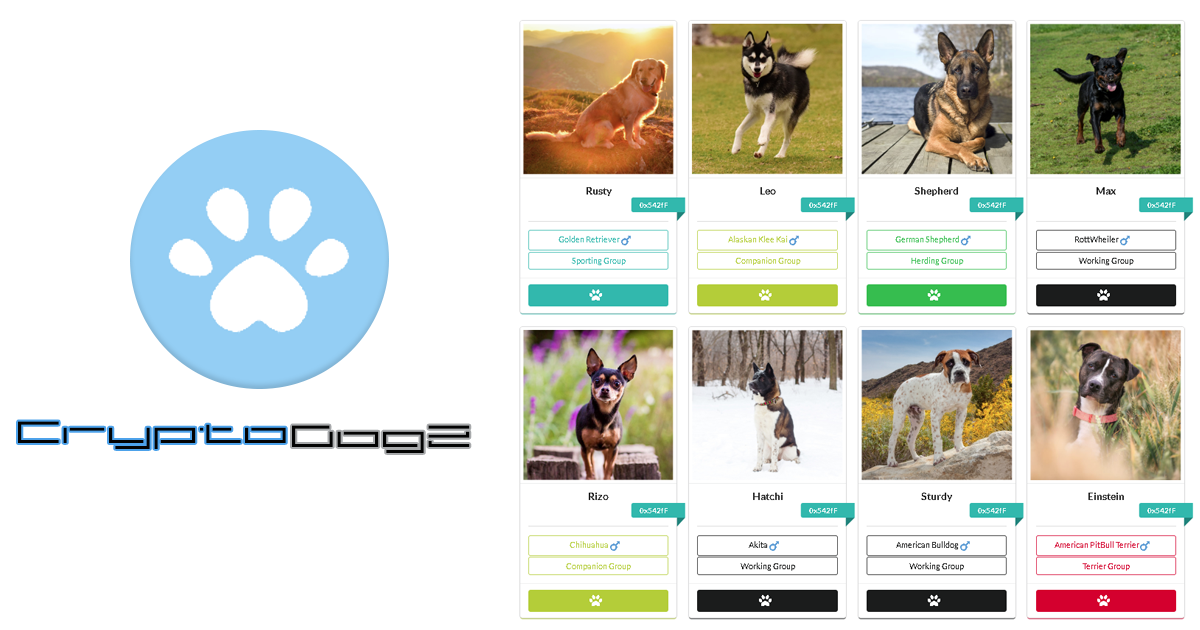 CryptoDogz
Rusty
0x542fF
Golden Retriever
Sporting Group
Leo
0x542fF
Alaskan Klee Kai
Companion Group
Shepherd
0x542fF
German Shepherd
Herding Group
Max
0x542fF
RottWheiler
Working Group
Rizo
0x542fF
Chihuahua
Companion Group
Hatchi
0x542fF
Akita
Working Group
Sturdy
0x542fF
American Bulldog
Working Group
Einstein
0x542fF
American PitBull Terrier
Terrier Group